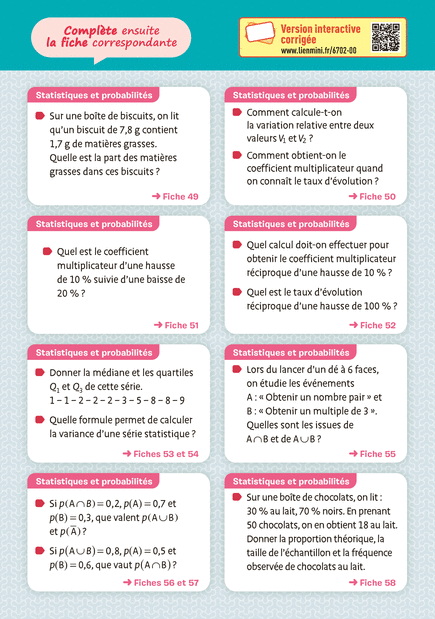 Complète ensuite
la fiche correspondante
Version interactive
corrigée
www.lienmini.fr/6702-00
Statistiques et probabilités
Sur une boîte de biscuits, on lit
qu'un biscuit de 7,8 g contient
1,7 g de matières grasses.
Quelle est la part des matières
grasses dans ces biscuits ?
➜ Fiche 49
Statistiques et probabilités
Comment calcule-t-on
la variation relative entre deux
valeurs V₁ et V₂ ?
Comment obtient-on le
coefficient multiplicateur quand
on connaît le taux d'évolution ?
➜ Fiche 50
Statistiques et probabilités
Quel est le coefficient
multiplicateur d'une hausse
de 10 % suivie d'une baisse de
20 % ?
➜ Fiche 51
Statistiques et probabilités
Quel calcul doit-on effectuer pour
obtenir le coefficient multiplicateur
réciproque d'une hausse de 10 % ?
Quel est le taux d'évolution
réciproque d'une hausse de 100 % ?
➜ Fiche 52
Statistiques et probabilités
Donner la médiane et les quartiles
Q₁ et Q₃ de cette série.
1 – 1 – 2 – 2 – 2 – 3 – 5 – 8 – 8 – 9
Quelle formule permet de calculer
la variance d'une série statistique ?
➜ Fiches 53 et 54
Statistiques et probabilités
Lors du lancer d'un dé à 6 faces,
on étudie les événements
A : « Obtenir un nombre pair » et
B : « Obtenir un multiple de 3 ».
Quelles sont les issues de
A∩B et de A∪B ?
➜ Fiche 55
Statistiques et probabilités
Si p(A∩B) = 0,2, p(A) = 0,7 et
p(B) = 0,3, que valent p(A∪B)
et p(A̅) ?
Si p(A∪B) = 0,8, p(A) = 0,5 et
p(B) = 0,6, que vaut p(A∩B) ?
➜ Fiches 56 et 57
Statistiques et probabilités
Sur une boîte de chocolats, on lit :
30 % au lait, 70 % noirs. En prenant
50 chocolats, on en obtient 18 au lait.
Donner la proportion théorique, la
taille de l'échantillon et la fréquence
observée de chocolats au lait.
➜ Fiche 58